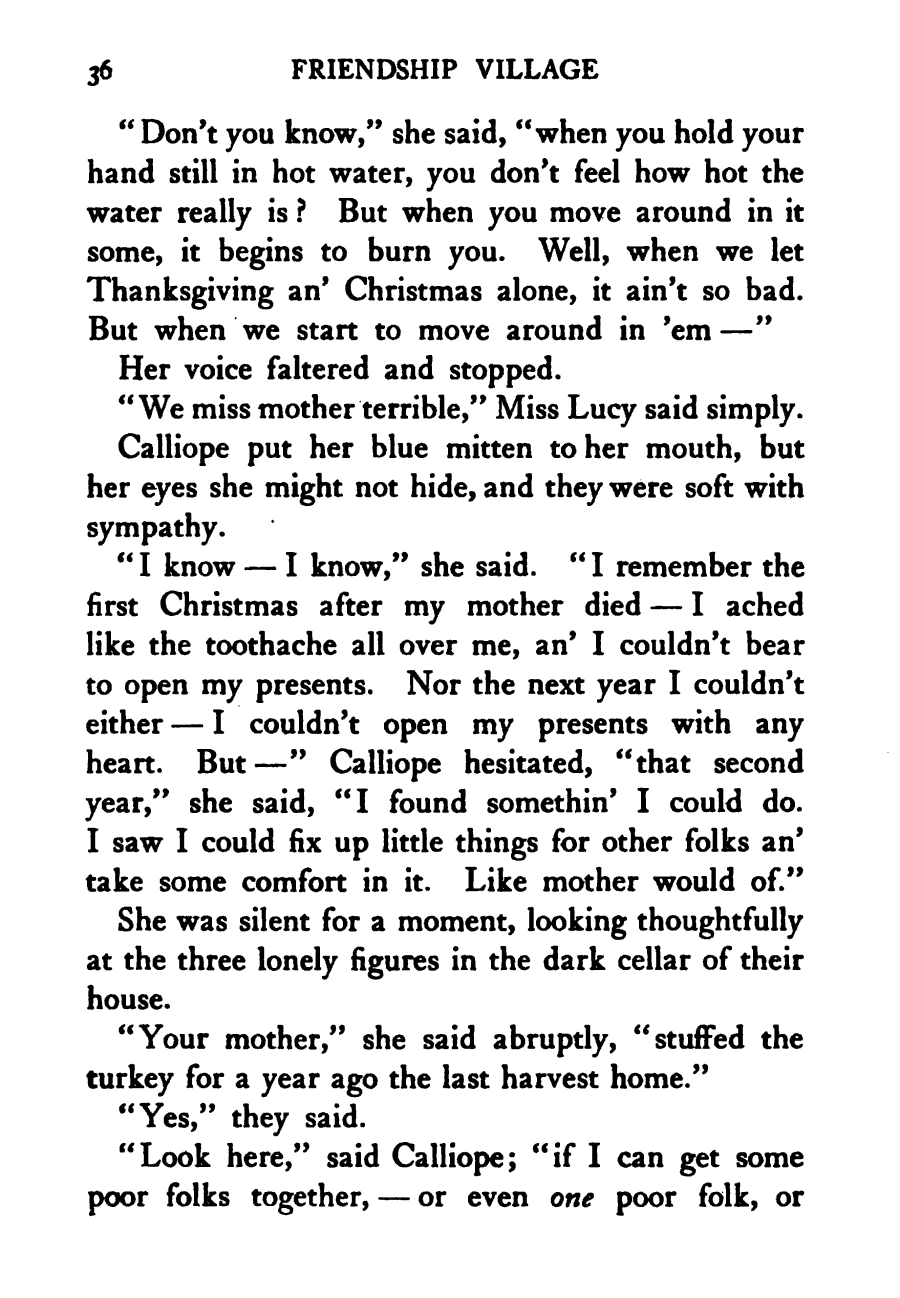 36 FRIENDSHIP VILLAGE
“Don’t you know,” she said, “when you hold your
hand still in hot water, you don’t feel how hot the
water really is? But when you move around in it
some, it begins to burn you. Well, when we let
Thanksgiving an’ Christmas alone, it ain’t so bad.
But when we start to move around in ’em —”
Her voice faltered and stopped.
“We miss mother terrible,” Miss Lucy said simply.
Calliope put her blue mitten to her mouth, but
her eyes she might not hide, and they were soft with
sympathy.
“I know — I know,” she said. “I remember the
first Christmas after my mother died — I ached
like the toothache all over me, an’ I couldn’t bear
to open my presents. Nor the next year I couldn’t
either — I couldn’t open my presents with any
heart. But —” Calliope hesitated, “that second
year,” she said, “I found somethin’ I could do.
I saw I could fix up little things for other folks an’
take some comfort in it. Like mother would of.”
She was silent for a moment, looking thoughtfully
at the three lonely figures in the dark cellar of their
house.
“Your mother,” she said abruptly, “stuffed the
turkey for a year ago the last harvest home.”
“Yes,” they said.
“Look here,” said Calliope; “if I can get some
poor folks together, — or even one poor folk, or